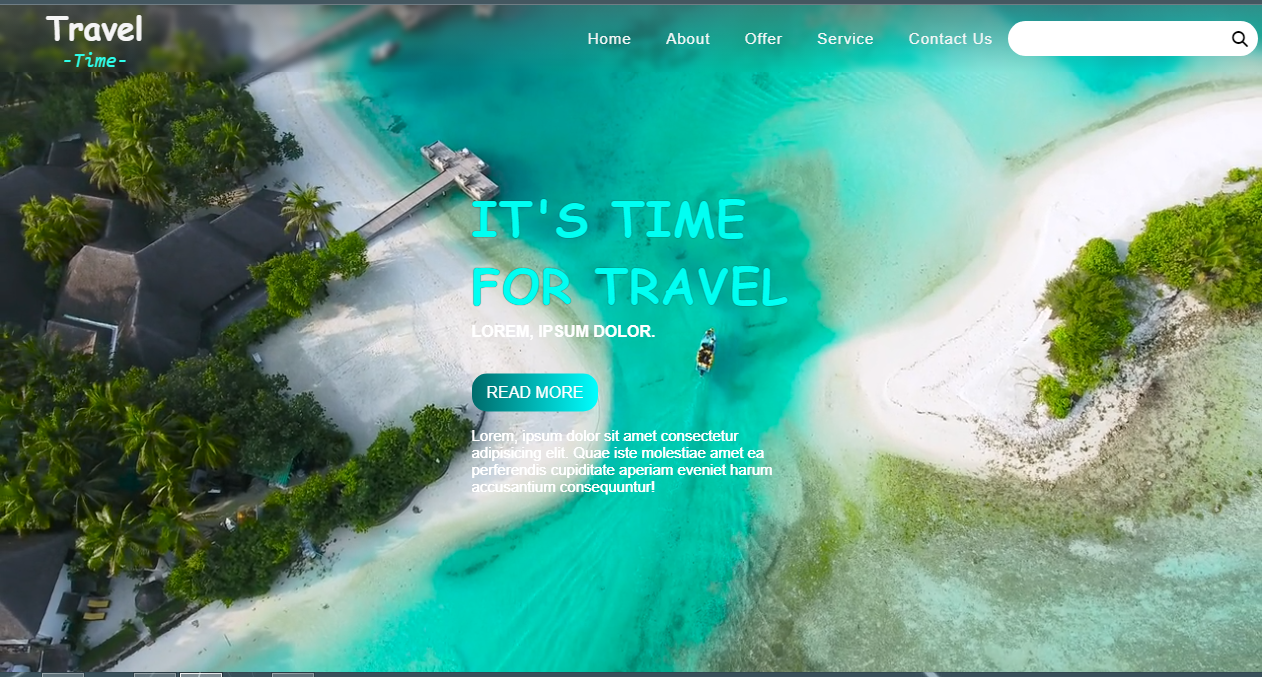 Travel
-Time-
Home About Offer Service Contact Us
IT'S TIME
FOR TRAVEL
LOREM, IPSUM DOLOR.
READ MORE
Lorem, ipsum dolor sit amet consectetur
adipisicing elit. Quae iste molestiae amet ea
perferendis cupiditate aperiam eveniet harum
accusantium consequuntur!